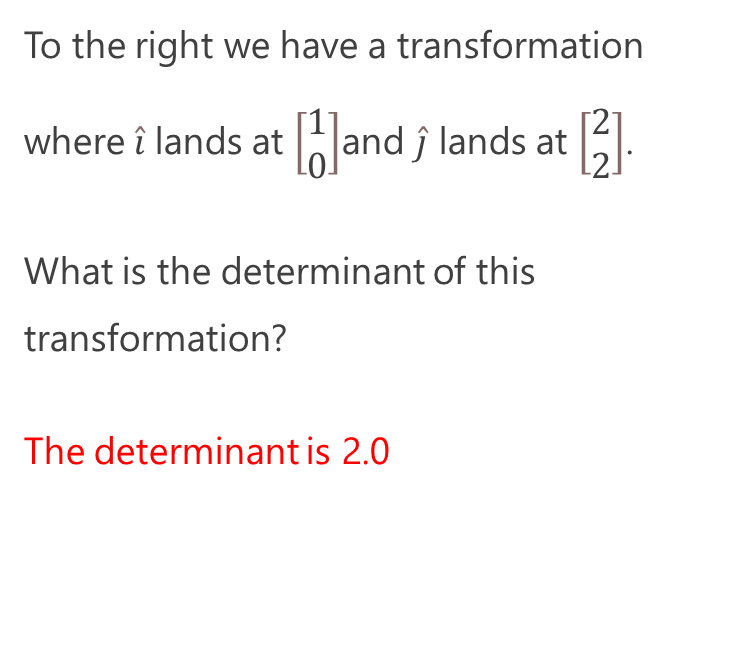 To the right we have a transformation
where î lands at [1 0] and ĵ lands at [2 2].
What is the determinant of this
transformation?
The determinant is 2.0